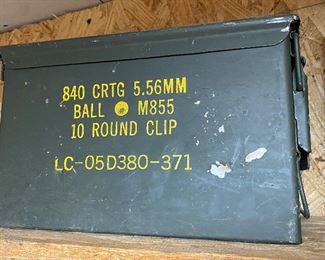 840 CRTG 5.56MM
BALL M855
10 ROUND CLIP
LC-05D380-371